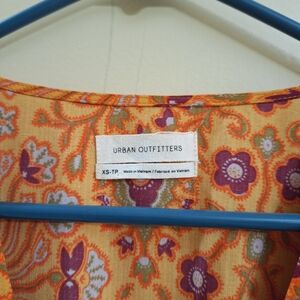 URBAN OUTFITTERS
XS-TP Made in Vietnam / Fabriqué au Vietnam